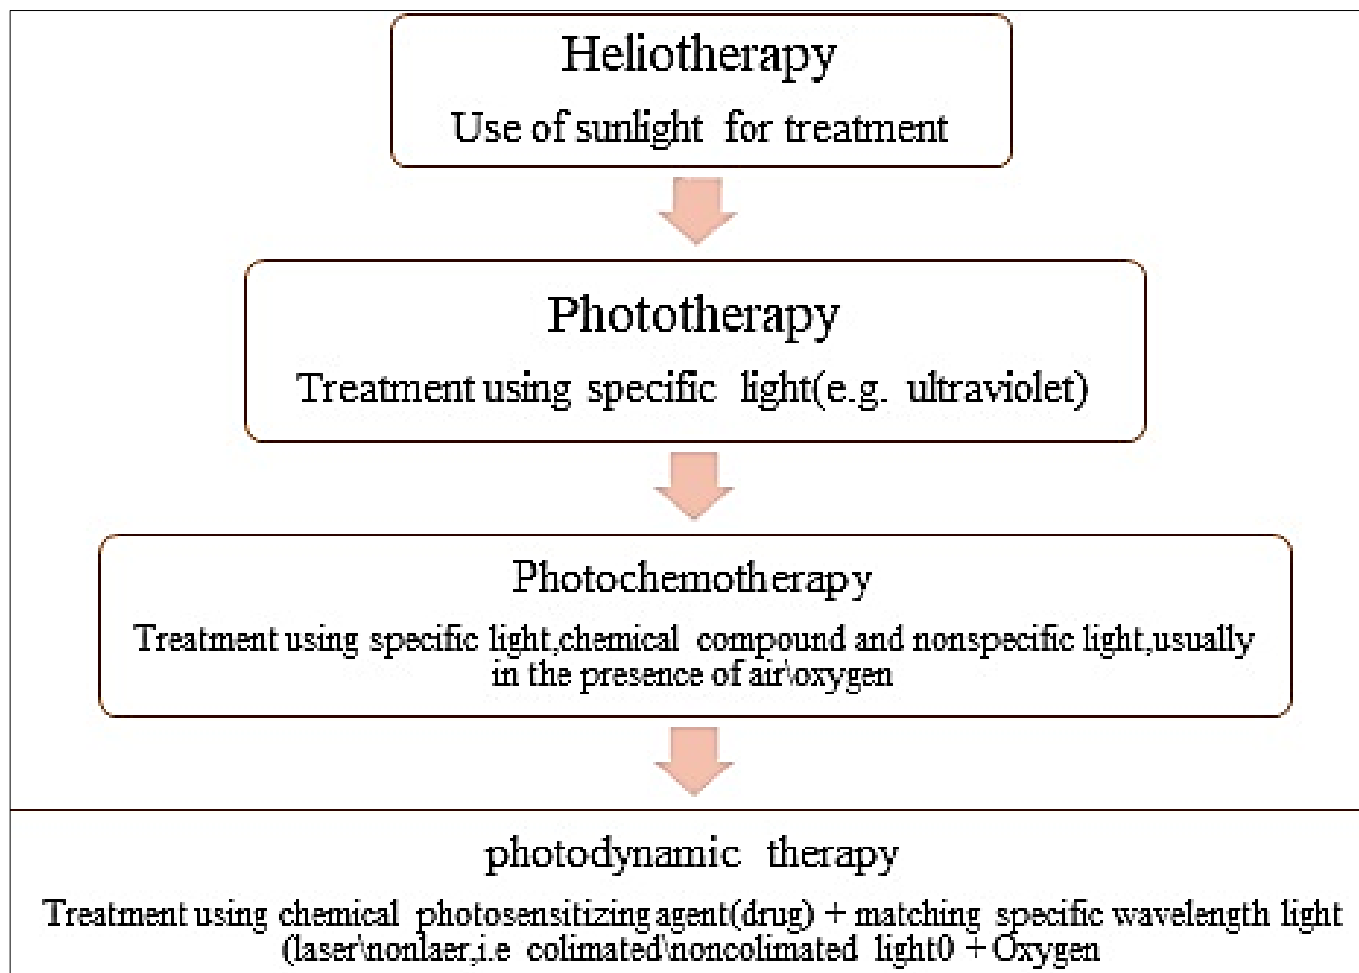 Heliotherapy
Use of sunlight for treatment
Phototherapy
Treatment using specific light(e.g. ultraviolet)
Photochemotherapy
Treatment using specific light,chemical compound and nonspecific light,usually
in the presence of air\oxygen
photodynamic therapy
Treatment using chemical photosensitizing agent(drug) + matching specific wavelength light
(laser\nonlaer,i.e colimated\noncolimated light0 + Oxygen